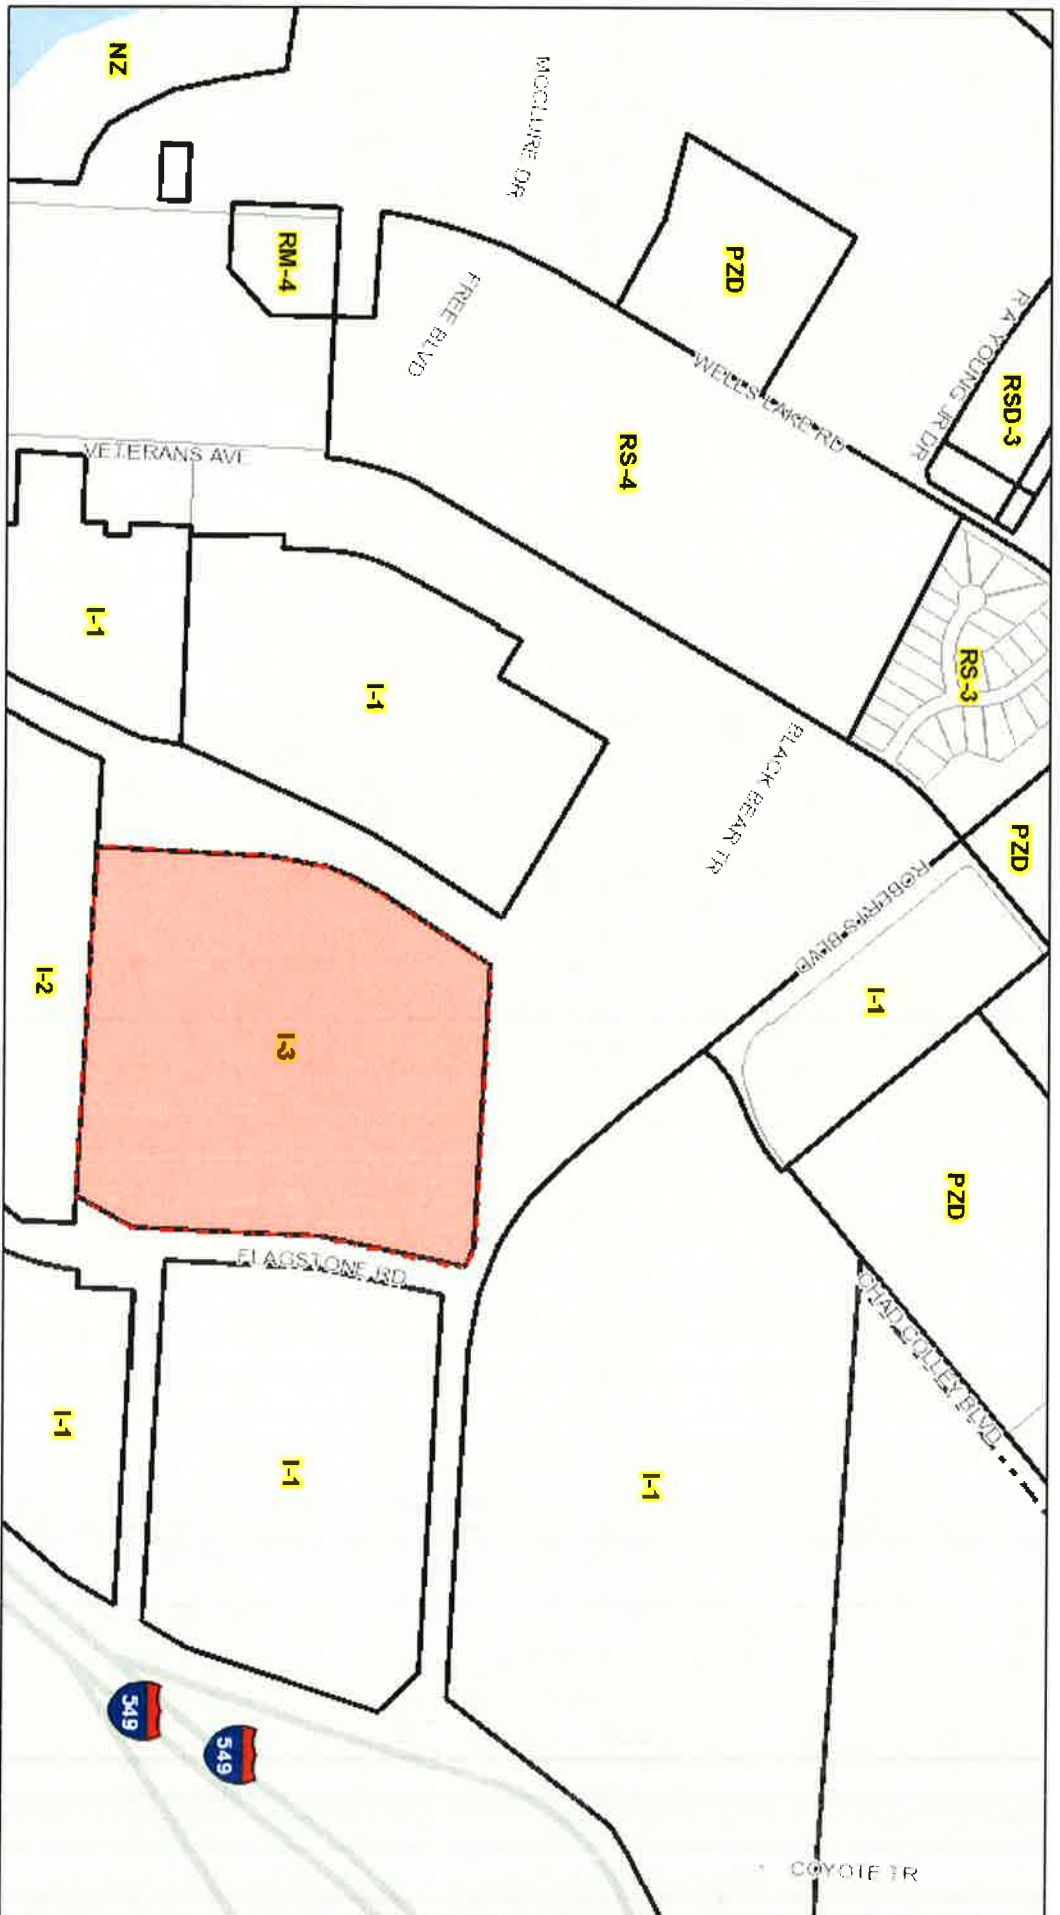 NZ
MCCLURE DR
PZD
R A YOUNG JR DR
RSD-3
RM-4
FREE BLVD
WELLS LAKE RD
RS-4
VETERANS AVE
RS-3
I-1
I-1
BLACK BEAR TR
PZD
ROBERTS BLVD
I-1
I-2
I-3
PZD
FLAGSTONE RD
CHAD COLLEY BLVD
I-1
I-1
I-1
549
549
COYOTE TR